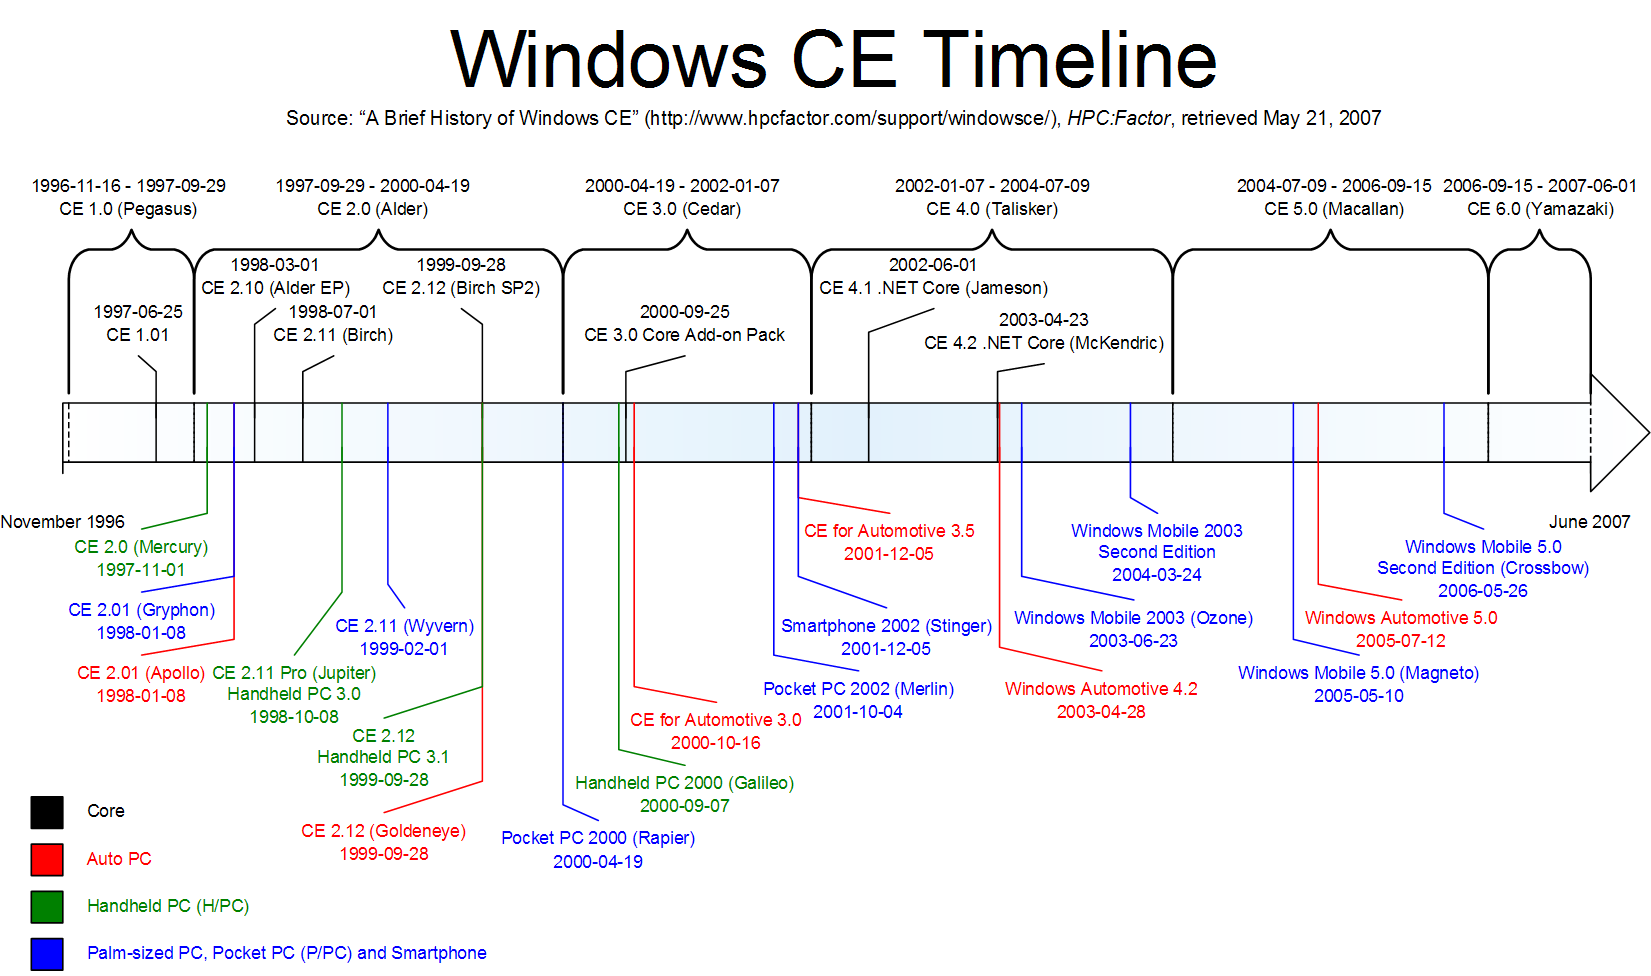 Windows CE Timeline
Source: “A Brief History of Windows CE” (http://www.hpcfactor.com/support/windowsce/), HPC:Factor, retrieved May 21, 2007
1996-11-16 - 1997-09-29
CE 1.0 (Pegasus)
1997-09-29 - 2000-04-19
CE 2.0 (Alder)
2000-04-19 - 2002-01-07
CE 3.0 (Cedar)
2002-01-07 - 2004-07-09
CE 4.0 (Talisker)
2004-07-09 - 2006-09-15
CE 5.0 (Macallan)
2006-09-15 - 2007-06-01
CE 6.0 (Yamazaki)
1997-06-25
CE 1.01
1998-03-01
CE 2.10 (Alder EP)
1998-07-01
CE 2.11 (Birch)
1999-09-28
CE 2.12 (Birch SP2)
2000-09-25
CE 3.0 Core Add-on Pack
2002-06-01
CE 4.1 .NET Core (Jameson)
2003-04-23
CE 4.2 .NET Core (McKendric)
November 1996
June 2007
CE 2.0 (Mercury)
1997-11-01
CE 2.01 (Gryphon)
1998-01-08
CE 2.01 (Apollo)
1998-01-08
CE 2.11 Pro (Jupiter)
Handheld PC 3.0
1998-10-08
CE 2.11 (Wyvern)
1999-02-01
CE 2.12
Handheld PC 3.1
1999-09-28
CE 2.12 (Goldeneye)
1999-09-28
Pocket PC 2000 (Rapier)
2000-04-19
Handheld PC 2000 (Galileo)
2000-09-07
CE for Automotive 3.0
2000-10-16
Pocket PC 2002 (Merlin)
2001-10-04
Smartphone 2002 (Stinger)
2001-12-05
CE for Automotive 3.5
2001-12-05
Windows Automotive 4.2
2003-04-28
Windows Mobile 2003 (Ozone)
2003-06-23
Windows Mobile 2003
Second Edition
2004-03-24
Windows Mobile 5.0 (Magneto)
2005-05-10
Windows Automotive 5.0
2005-07-12
Windows Mobile 5.0
Second Edition (Crossbow)
2006-05-26
Core
Auto PC
Handheld PC (H/PC)
Palm-sized PC, Pocket PC (P/PC) and Smartphone